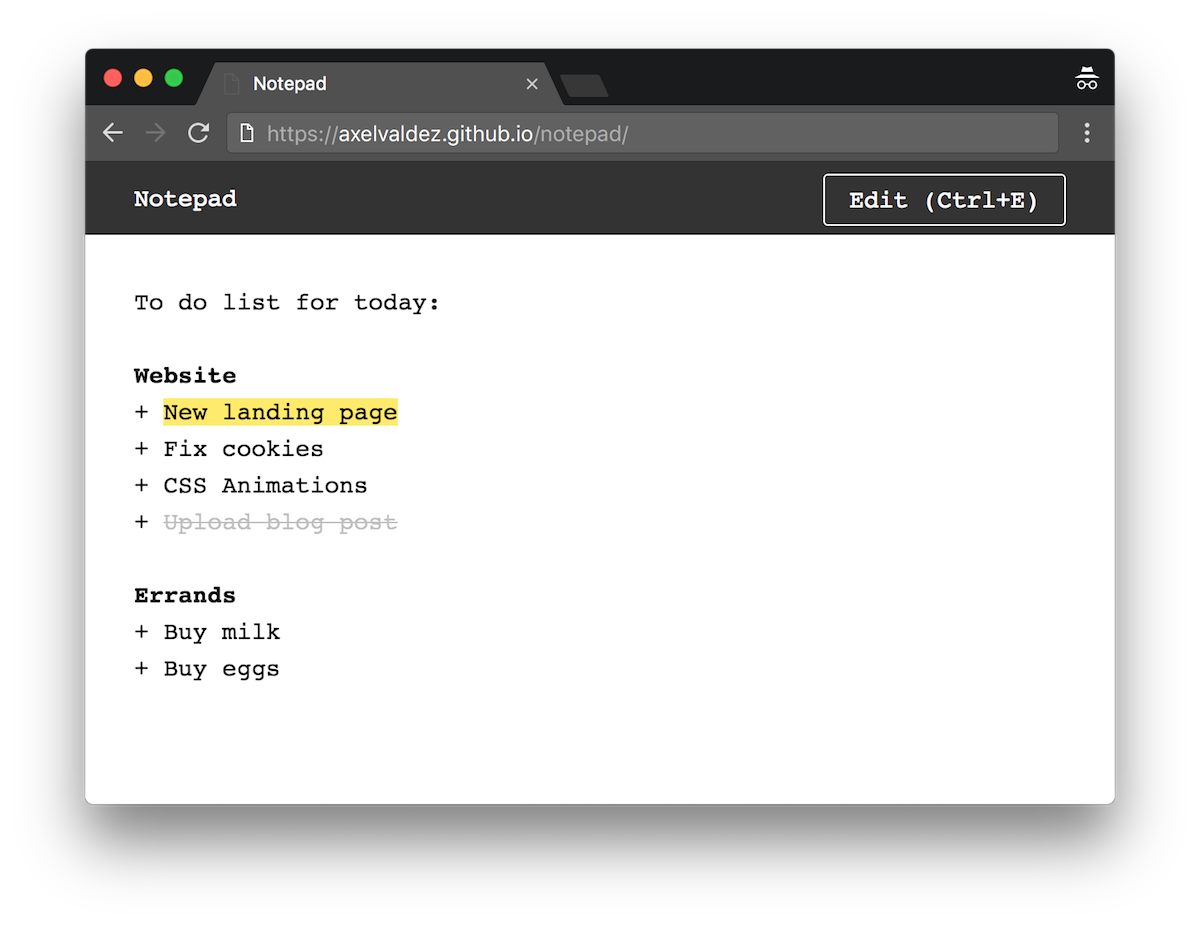 Notepad
https://axelvaldez.github.io/notepad/
Notepad
Edit (Ctrl+E)
To do list for today:
Website
+ New landing page
+ Fix cookies
+ CSS Animations
+ Upload blog post
Errands
+ Buy milk
+ Buy eggs